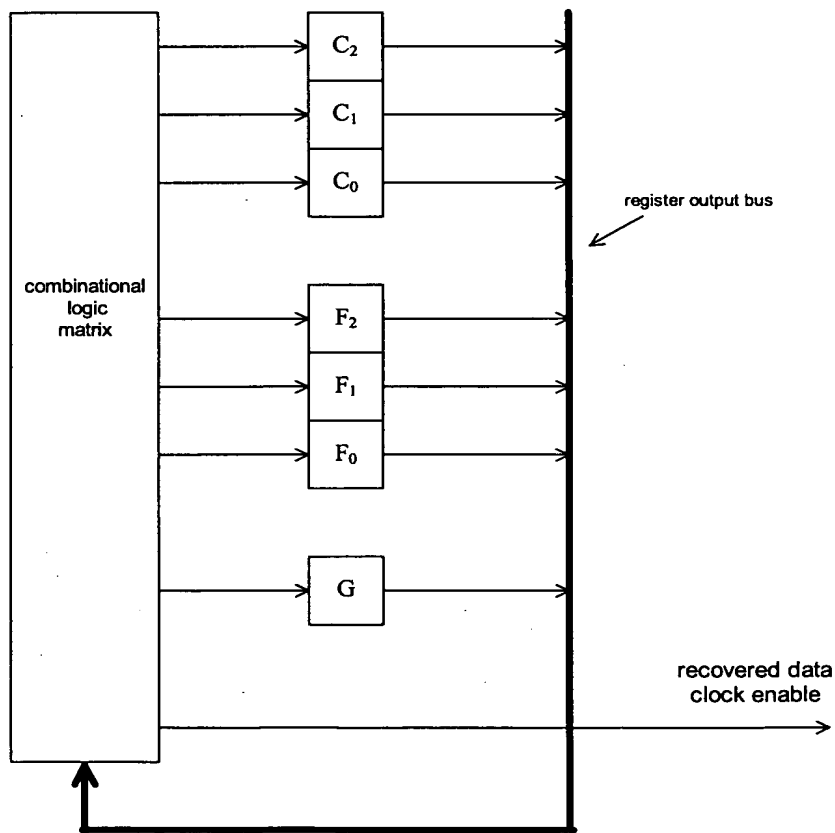 C₂
C₁
C₀
register output bus
combinational
logic
matrix
F₂
F₁
F₀
G
recovered data
clock enable